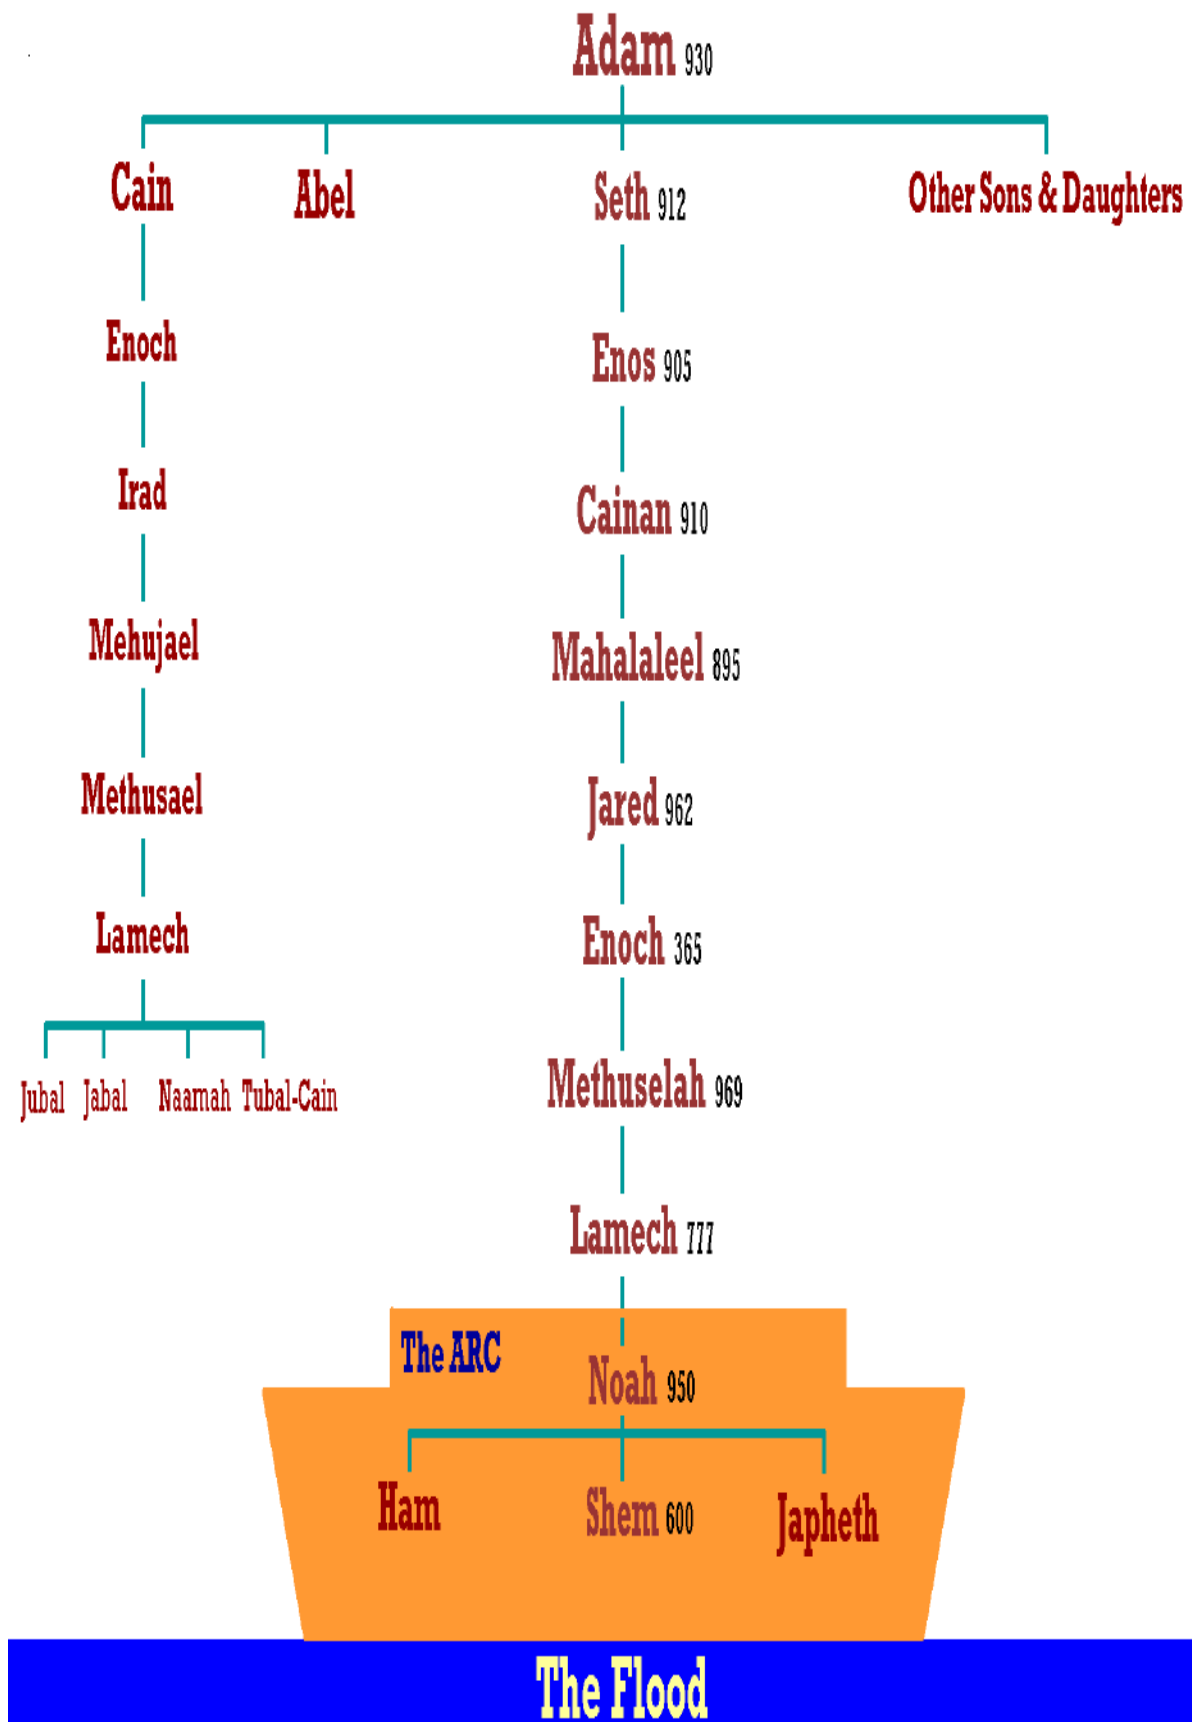 Adam 930
Cain Abel Seth 912 Other Sons & Daughters
Enoch Enos 905
Irad Cainan 910
Mehujael Mahalaleel 895
Methusael Jared 962
Lamech Enoch 365
Jubal Jabal Naamah Tubal-Cain Methuselah 969
Lamech 777
The ARC
Noah 950
Ham Shem 600 Japheth
The Flood